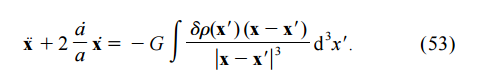 ẍ + 2 ȧ/a ẋ = − G ∫ δρ(x′)(x − x′)/|x − x′|³ d³x′. (53)